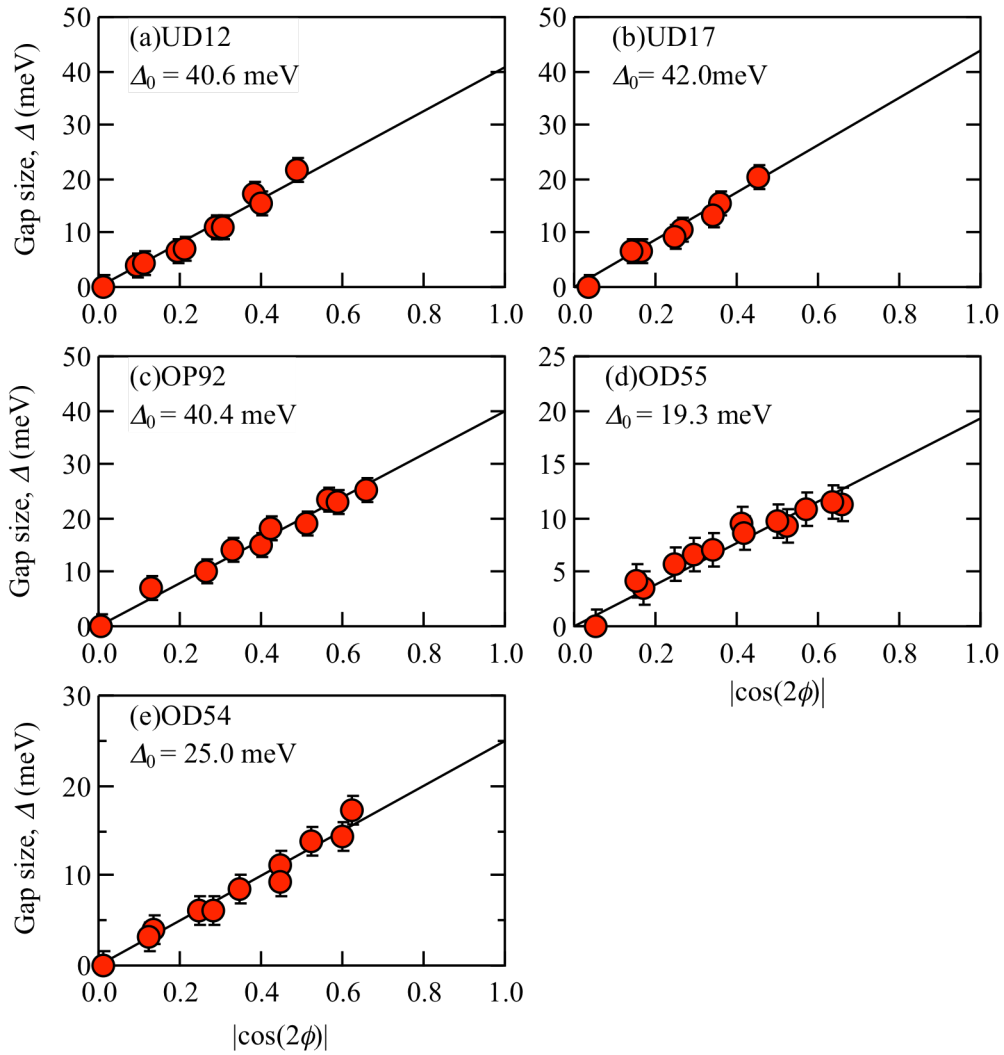 (a)UD12
Δ₀ = 40.6 meV
Gap size, Δ (meV)
50
40
30
20
10
0
0.0 0.2 0.4 0.6 0.8 1.0
(b)UD17
Δ₀= 42.0meV
50
40
30
20
10
0
0.0 0.2 0.4 0.6 0.8 1.0
(c)OP92
Δ₀ = 40.4 meV
Gap size, Δ (meV)
50
40
30
20
10
0
0.0 0.2 0.4 0.6 0.8 1.0
(d)OD55
Δ₀ = 19.3 meV
25
20
15
10
5
0
0.0 0.2 0.4 0.6 0.8 1.0
|cos(2ϕ)|
(e)OD54
Δ₀ = 25.0 meV
Gap size, Δ (meV)
30
20
10
0
0.0 0.2 0.4 0.6 0.8 1.0
|cos(2ϕ)|